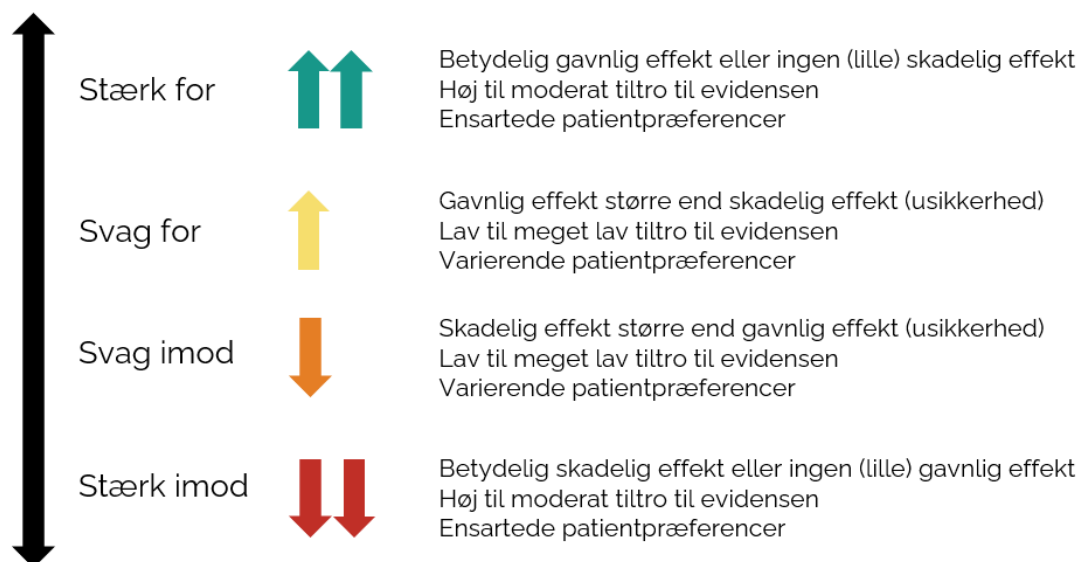 Stærk for
Betydelig gavnlig effekt eller ingen (lille) skadelig effekt
Høj til moderat tiltro til evidensen
Ensartede patientpræferencer
Svag for
Gavnlig effekt større end skadelig effekt (usikkerhed)
Lav til meget lav tiltro til evidensen
Varierende patientpræferencer
Svag imod
Skadelig effekt større end gavnlig effekt (usikkerhed)
Lav til meget lav tiltro til evidensen
Varierende patientpræferencer
Stærk imod
Betydelig skadelig effekt eller ingen (lille) gavnlig effekt
Høj til moderat tiltro til evidensen
Ensartede patientpræferencer